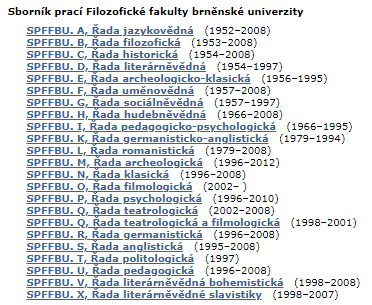 Sborník prací Filozofické fakulty brněnské univerzity
SPFFBU. A, Řada jazykovědná (1952–2008)
SPFFBU. B, Řada filozofická (1953–2008)
SPFFBU. C, Řada historická (1954–2008)
SPFFBU. D, Řada literárněvědná (1954–1997)
SPFFBU. E, Řada archeologicko-klasická (1956–1995)
SPFFBU. F, Řada uměnovědná (1957–2008)
SPFFBU. G, Řada sociálněvědná (1957–1997)
SPFFBU. H, Řada hudebněvědná (1966–2008)
SPFFBU. I, Řada pedagogicko-psychologická (1966–1995)
SPFFBU. K, Řada germanisticko-anglistická (1979–1994)
SPFFBU. L, Řada romanistická (1979–2008)
SPFFBU. M, Řada archeologická (1996–2012)
SPFFBU. N, Řada klasická (1996–2008)
SPFFBU. O, Řada filmologická (2002– )
SPFFBU. P, Řada psychologická (1996–2010)
SPFFBU. Q, Řada teatrologická (2002–2008)
SPFFBU. Q, Řada teatrologická a filmologická (1998–2001)
SPFFBU. R, Řada germanistická (1996–2008)
SPFFBU. S, Řada anglistická (1995–2008)
SPFFBU. T, Řada politologická (1997)
SPFFBU. U, Řada pedagogická (1996–2008)
SPFFBU. V, Řada literárněvědná bohemistická (1998–2008)
SPFFBU. X, Řada literárněvědné slavistiky (1998–2007)